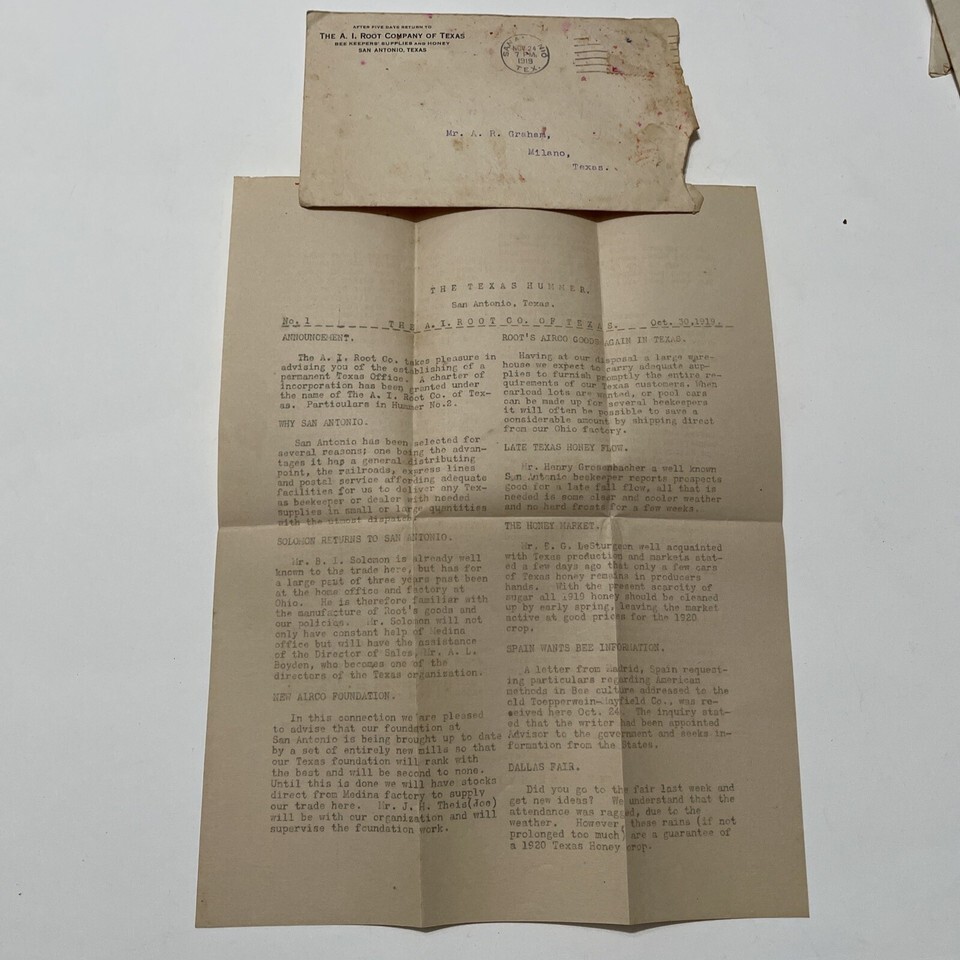 AFTER FIVE DAYS RETURN TO
THE A. I. ROOT COMPANY OF TEXAS
BEE KEEPERS' SUPPLIES AND HONEY
SAN ANTONIO, TEXAS
NOV 24
7 PM
1919
TEX.
Mr. A. R. Graham,
Milano,
Texas.
THE TEXAS HUMMER.
San Antonio, Texas.
No. 1 THE A. I. ROOT CO. OF TEXAS. Oct. 30, 1919.
ANNOUNCEMENT.
The A. I. Root Co. takes pleasure in
advising you of the establishing of a
permanent Texas Office. A charter of
incorporation has been granted under
the name of The A. I. Root Co. of Tex-
as. Particulars in Hummer No.2.
WHY SAN ANTONIO.
San Antonio has been selected for
several reasons; one being the advan-
tages it has a general distributing
point, the railroads, express lines
and postal service affording adequate
facilities for us to deliver any Tex-
as beekeeper or dealer with needed
supplies in small or large quantities
with the utmost dispatch.
SOLOMON RETURNS TO SAN ANTONIO.
Mr. B. I. Solomon is already well
known to the trade here, but has for
a large part of three years past been
at the home office and factory at
Ohio. He is therefore familiar with
the manufacture of Root's goods and
our policies. Mr. Solomon will not
only have constant help of Medina
office but will have the assistance
of the Director of Sales, Mr. A. L.
Boyden, who becomes one of the
directors of the Texas organization.
NEW AIRCO FOUNDATION.
In this connection we are pleased
to advise that our foundation at
San Antonio is being brought up to date
by a set of entirely new mills so that
our Texas foundation will rank with
the best and will be second to none.
Until this is done we will have stocks
direct from Medina factory to supply
our trade here. Mr. J. H. Theis(Joe)
will be with our organization and will
supervise the foundation work.
ROOT'S AIRCO GOODS AGAIN IN TEXAS.
Having at our disposal a large ware-
house we expect to carry adequate sup-
plies to furnish promptly the entire re-
quirements of our Texas customers. When
carload lots are wanted, or pool cars
can be made up for several beekeepers
it will often be possible to save a
considerable amount by shipping direct
from our Ohio factory.
LATE TEXAS HONEY FLOW.
Mr. Henry Grosenbacher a well known
San Antonio beekeeper reports prospects
good for a late fall flow, all that is
needed is some clear and cooler weather
and no hard frosts for a few weeks.
THE HONEY MARKET.
Mr. E. G. LeSturgeon well acquainted
with Texas production and markets stat-
ed a few days ago that only a few cars
of Texas honey remains in producers
hands. With the present scarcity of
sugar all 1919 honey should be cleaned
up by early spring, leaving the market
active at good prices for the 1920
crop.
SPAIN WANTS BEE INFORMATION.
A letter from Madrid, Spain request-
ing particulars regarding American
methods in Bee culture addressed to the
old Toepperwein-Mayfield Co., was re-
ceived here Oct. 24. The inquiry stat-
ed that the writer had been appointed
Advisor to the government and seeks in-
formation from the States.
DALLAS FAIR.
Did you go to the fair last week and
get new ideas? We understand that the
attendance was ragged, due to the
weather. However, these rains (if not
prolonged too much) are a guarantee of
a 1920 Texas Honey crop.